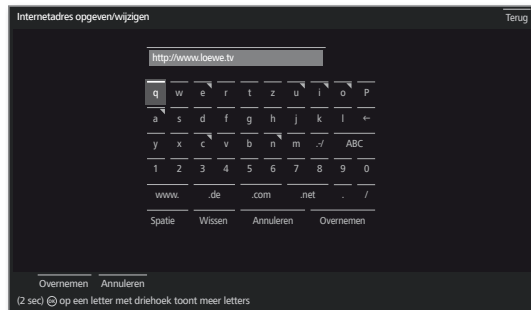 Internetadres opgeven/wijzigen Terug
http://www.loewe.tv
q w e r t z u i o P
a s d f g h j k l ←
y x c v b n m .-/ ABC
1 2 3 4 5 6 7 8 9 0
www. .de .com .net . /
Spatie Wissen Annuleren Overnemen
Overnemen Annuleren
(2 sec) OK op een letter met driehoek toont meer letters